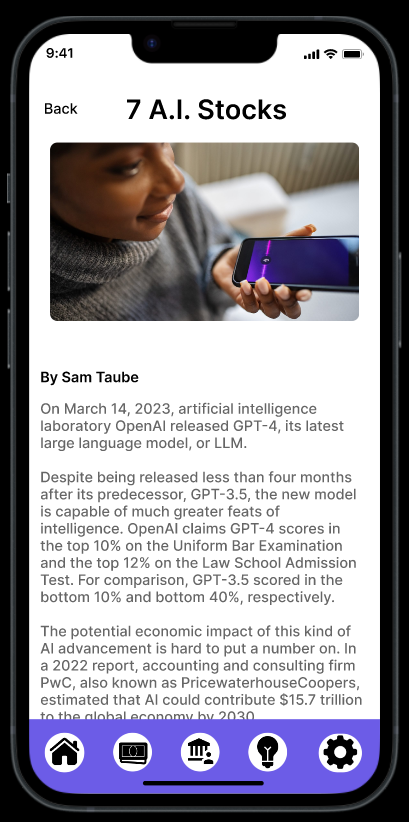 9:41
Back
7 A.I. Stocks
By Sam Taube
On March 14, 2023, artificial intelligence
laboratory OpenAI released GPT-4, its latest
large language model, or LLM.
Despite being released less than four months
after its predecessor, GPT-3.5, the new model
is capable of much greater feats of
intelligence. OpenAI claims GPT-4 scores in
the top 10% on the Uniform Bar Examination
and the top 12% on the Law School Admission
Test. For comparison, GPT-3.5 scored in the
bottom 10% and bottom 40%, respectively.
The potential economic impact of this kind of
AI advancement is hard to put a number on. In
a 2022 report, accounting and consulting firm
PwC, also known as PricewaterhouseCoopers,
estimated that AI could contribute $15.7 trillion
to the global economy by 2030.